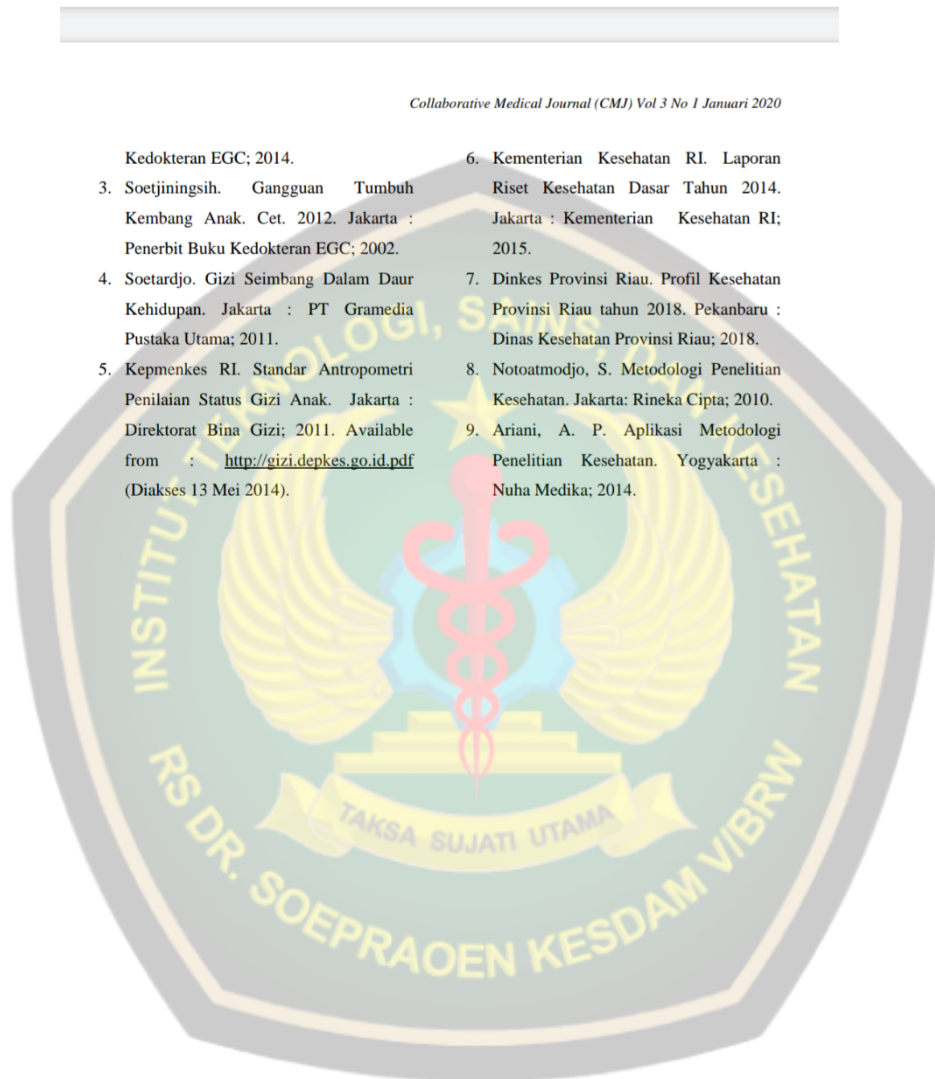 Collaborative Medical Journal (CMJ) Vol 3 No 1 Januari 2020
Kedokteran EGC; 2014.
3. Soetjiningsih. Gangguan Tumbuh
Kembang Anak. Cet. 2012. Jakarta :
Penerbit Buku Kedokteran EGC; 2002.
4. Soetardjo. Gizi Seimbang Dalam Daur
Kehidupan. Jakarta : PT Gramedia
Pustaka Utama; 2011.
5. Kepmenkes RI. Standar Antropometri
Penilaian Status Gizi Anak. Jakarta :
Direktorat Bina Gizi; 2011. Available
from : http://gizi.depkes.go.id.pdf
(Diakses 13 Mei 2014).
6. Kementerian Kesehatan RI. Laporan
Riset Kesehatan Dasar Tahun 2014.
Jakarta : Kementerian Kesehatan RI;
2015.
7. Dinkes Provinsi Riau. Profil Kesehatan
Provinsi Riau tahun 2018. Pekanbaru :
Dinas Kesehatan Provinsi Riau; 2018.
8. Notoatmodjo, S. Metodologi Penelitian
Kesehatan. Jakarta: Rineka Cipta; 2010.
9. Ariani, A. P. Aplikasi Metodologi
Penelitian Kesehatan. Yogyakarta :
Nuha Medika; 2014.
INSTITUT TEKNOLOGI, SAINS, DAN KESEHATAN
TAKSA SUJATI UTAMA
RS DR. SOEPRAOEN KESDAM V/BRW